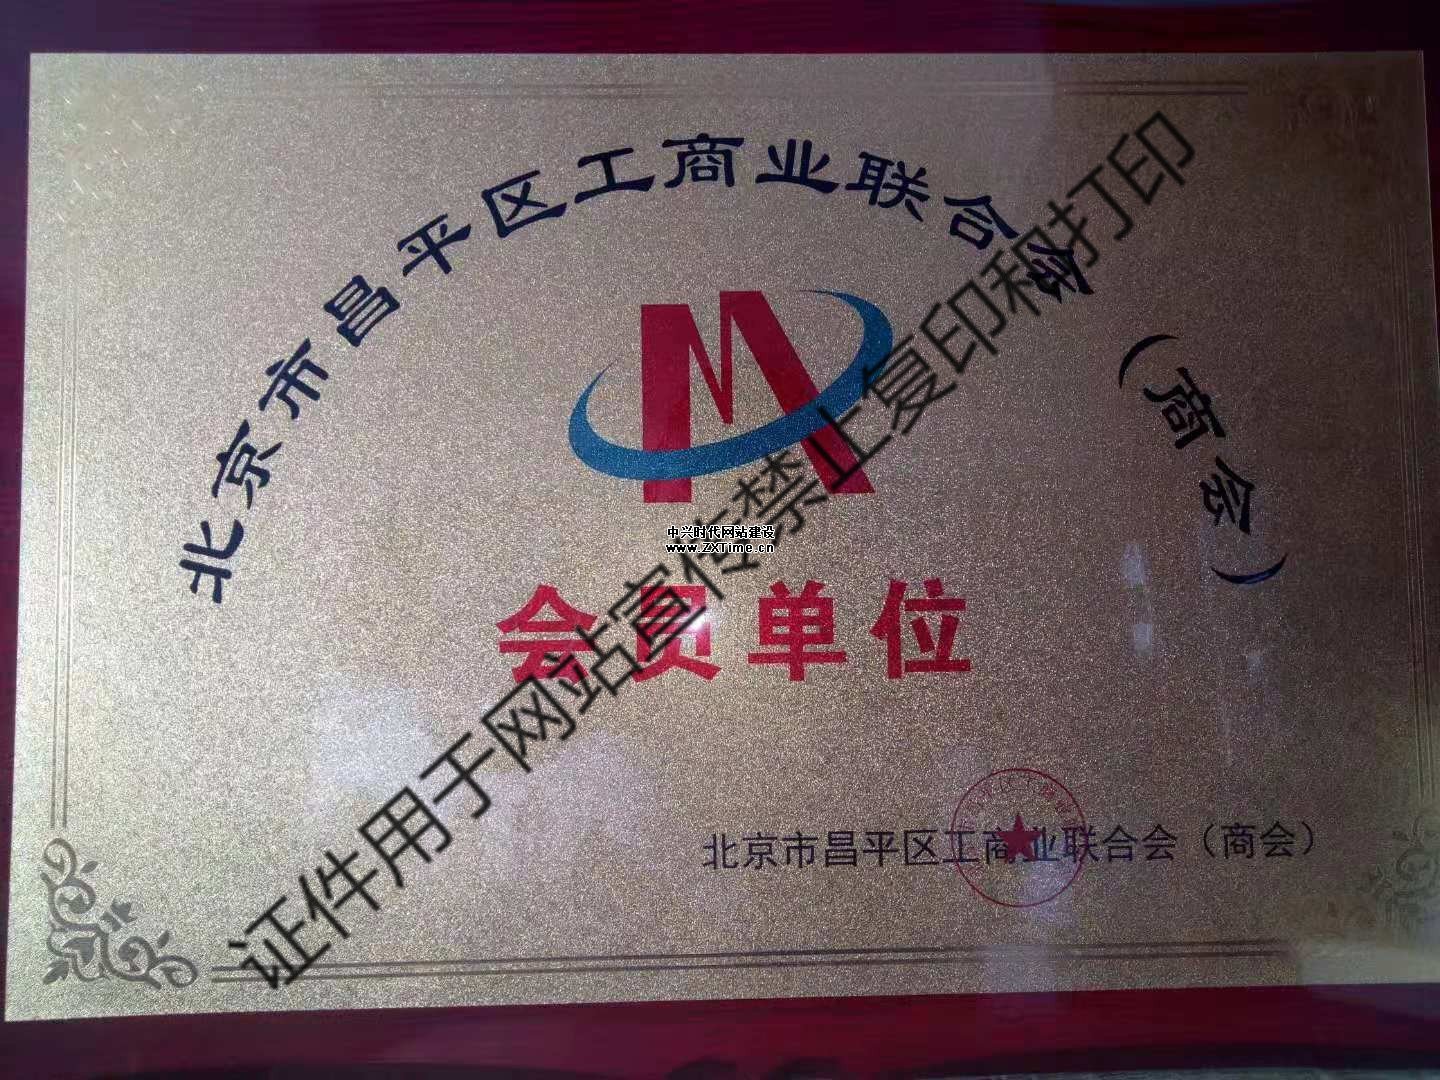 北京市昌平区工商业联合会（商会）
中兴时代网站建设
www.ZXTime.cn
会员单位
北京市昌平区工商业联合会（商会）
证件用于网站宣传禁止复印和打印